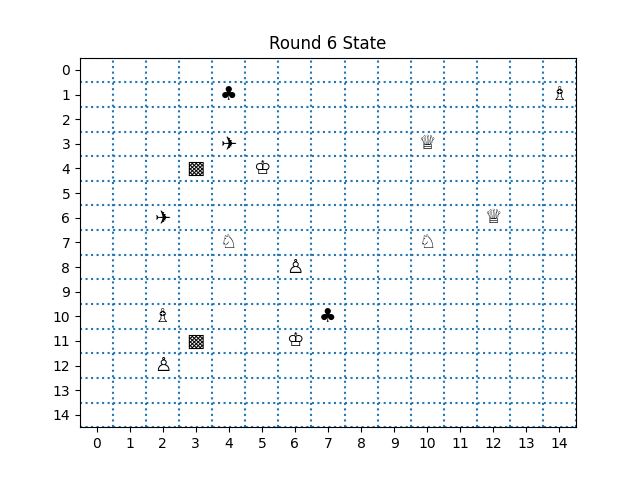 Round 6 State
0
1 ♣ ♗
2
3 ✈ ♕
4 ▩ ♔
5
6 ✈ ♕
7 ♘ ♘
8 ♙
9
10 ♗ ♣
11 ▩ ♔
12 ♙
13
14
0 1 2 3 4 5 6 7 8 9 10 11 12 13 14